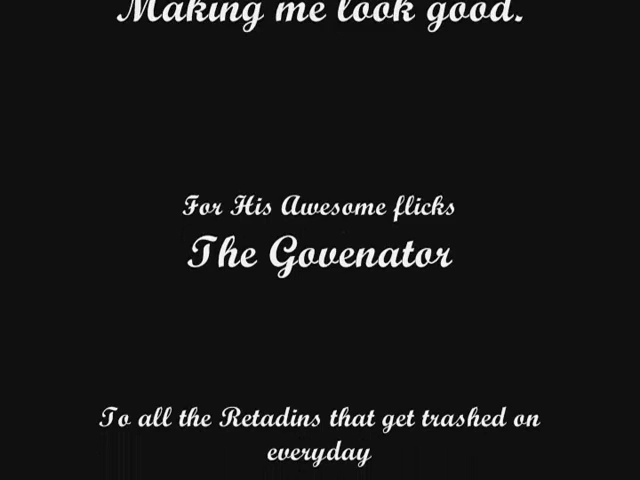 Making me look good.
For His Awesome flicks
The Govenator
To all the Retadins that get trashed on
everyday